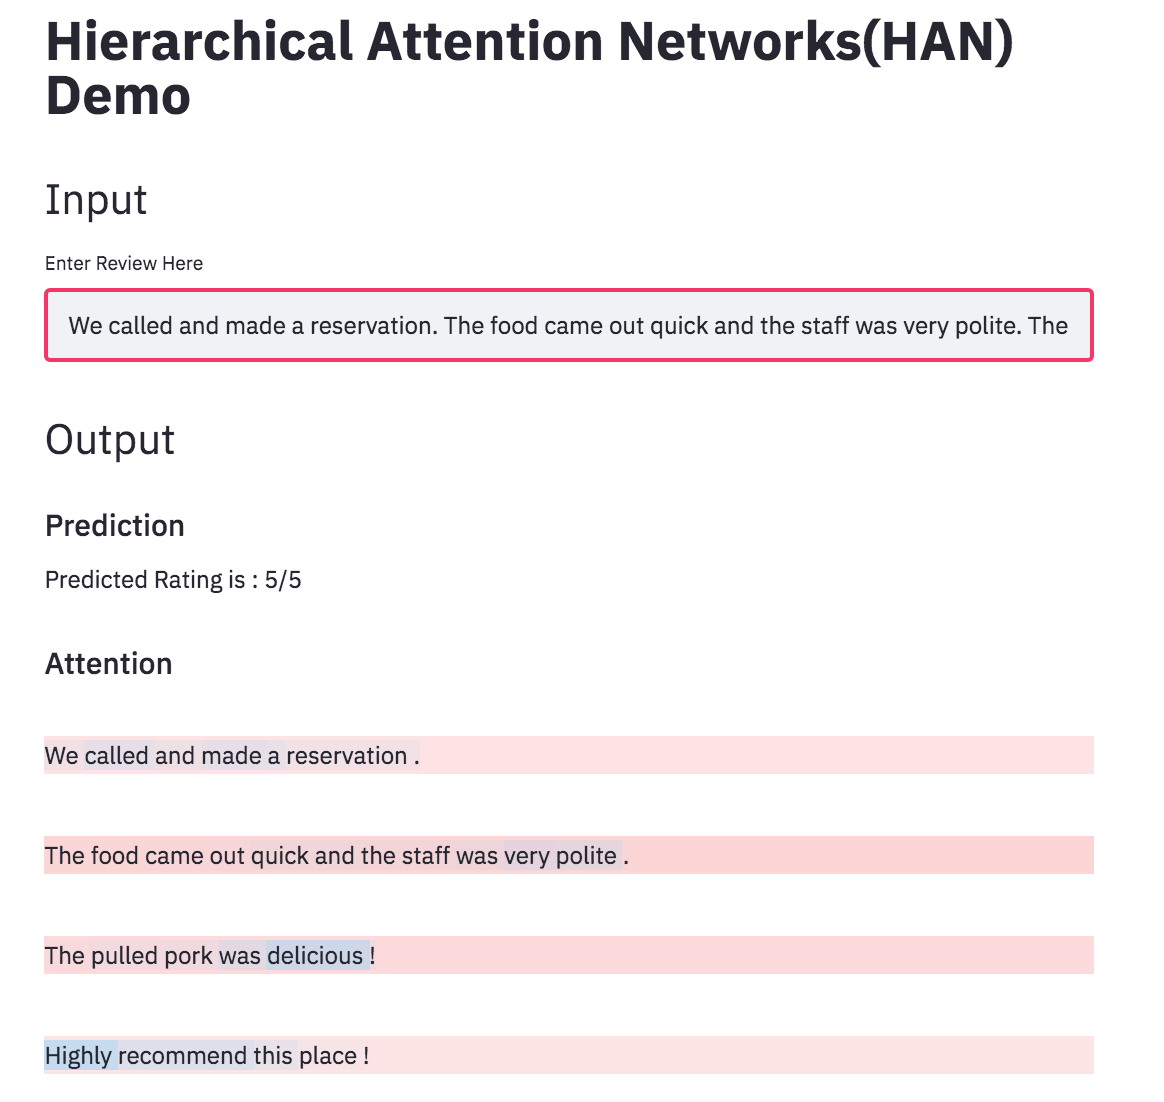 Hierarchical Attention Networks(HAN)
Demo
Input
Enter Review Here
We called and made a reservation. The food came out quick and the staff was very polite. The
Output
Prediction
Predicted Rating is : 5/5
Attention
We called and made a reservation .
The food came out quick and the staff was very polite .
The pulled pork was delicious !
Highly recommend this place !